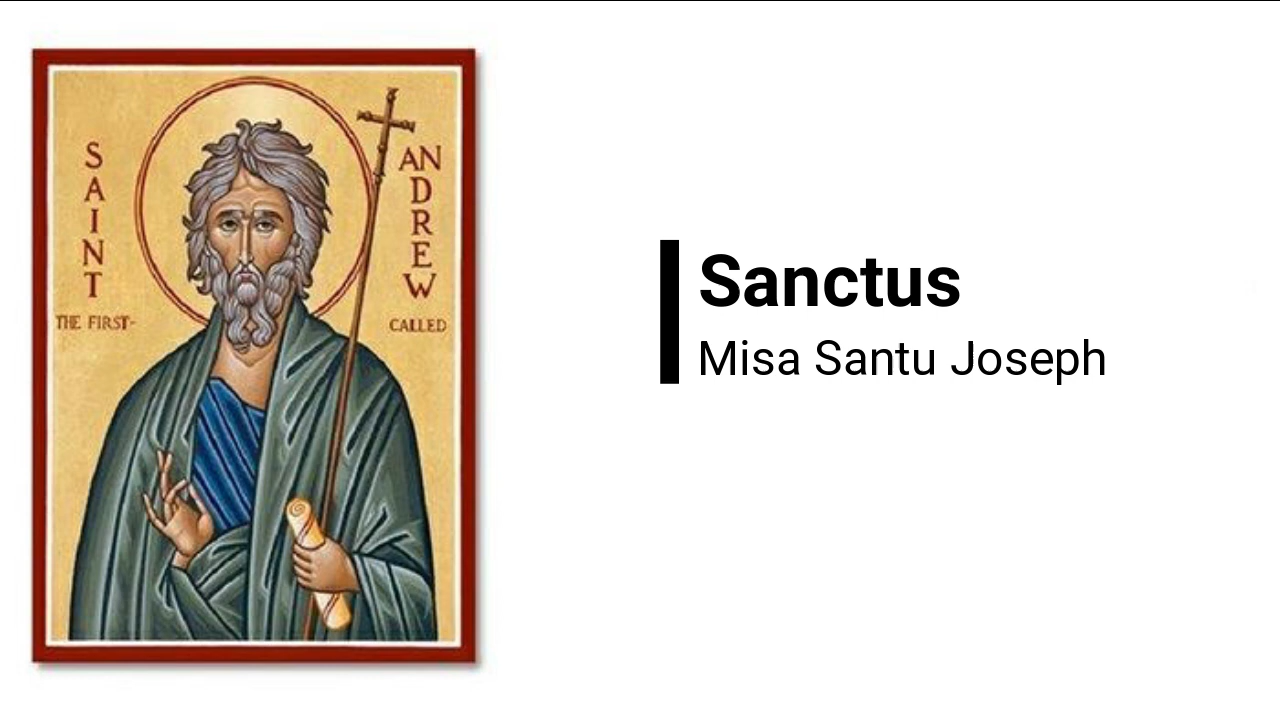 SAINT
ANDREW
THE FIRST-
CALLED
Sanctus
Misa Santu Joseph